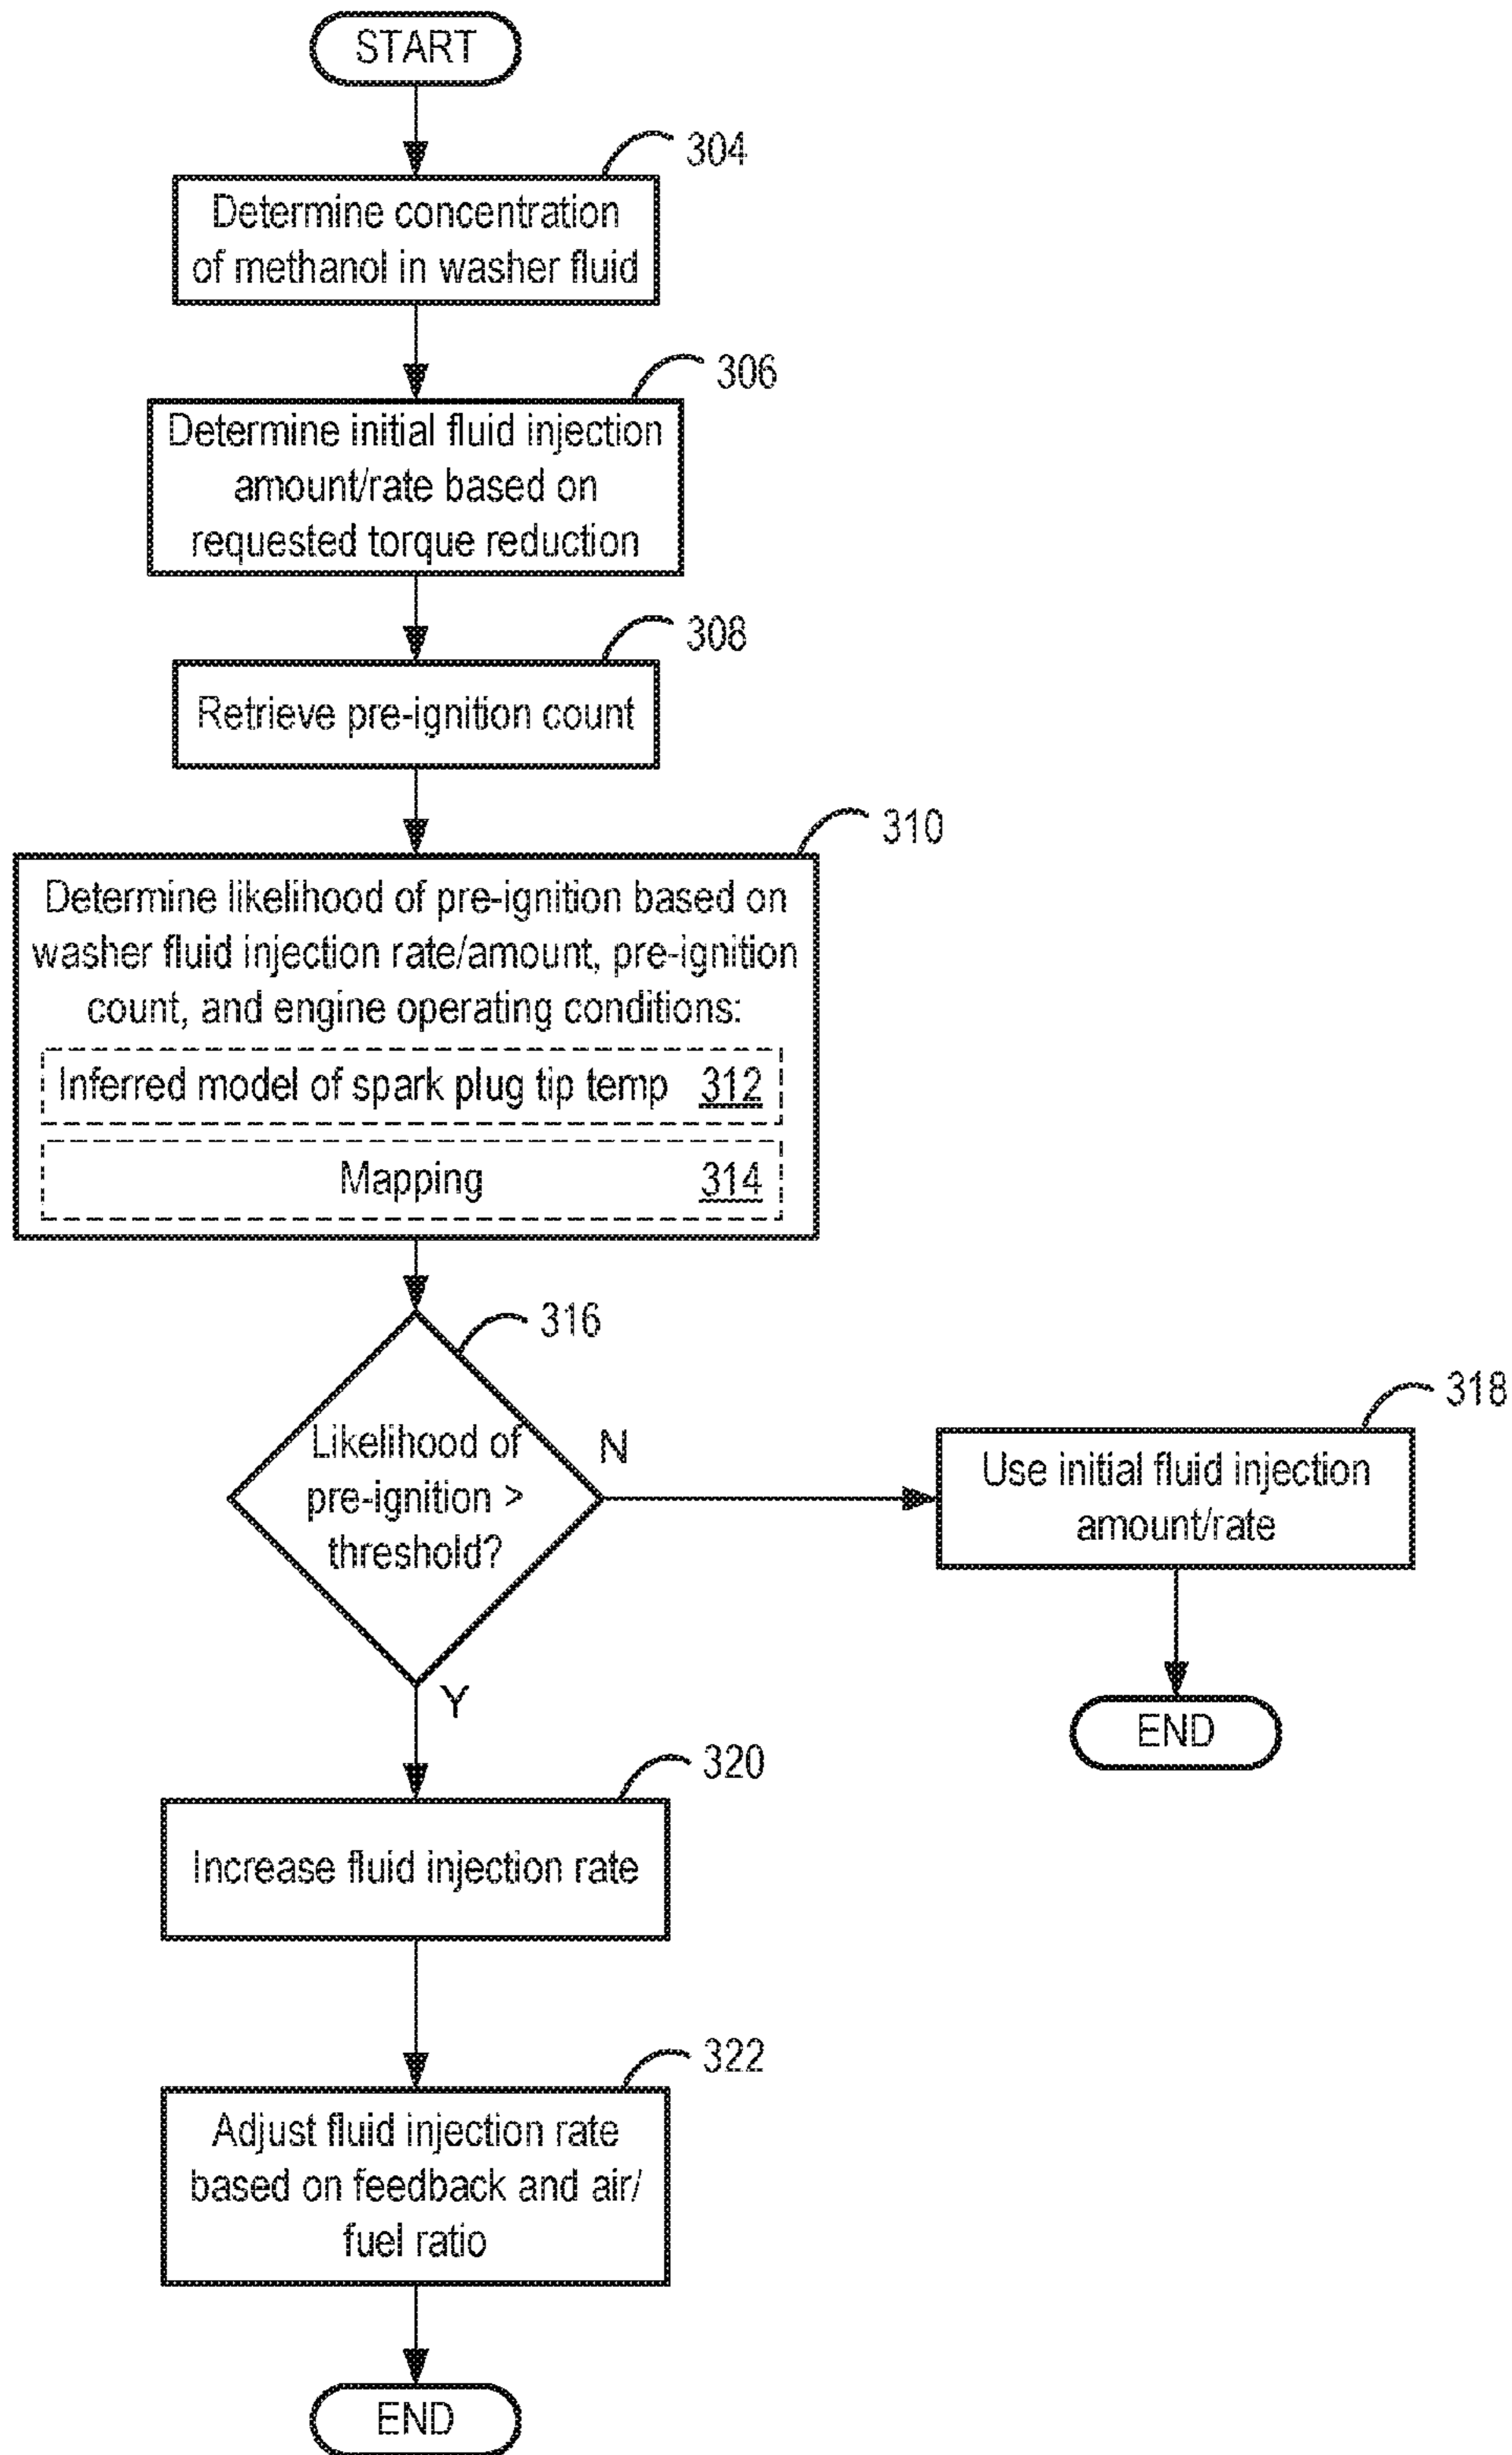 START
304
Determine concentration
of methanol in washer fluid
306
Determine initial fluid injection
amount/rate based on
requested torque reduction
308
Retrieve pre-ignition count
310
Determine likelihood of pre-ignition based on
washer fluid injection rate/amount, pre-ignition
count, and engine operating conditions:
Inferred model of spark plug tip temp 312
Mapping 314
316
Likelihood of
pre-ignition >
threshold?
N
318
Use initial fluid injection
amount/rate
END
Y
320
Increase fluid injection rate
322
Adjust fluid injection rate
based on feedback and air/
fuel ratio
END